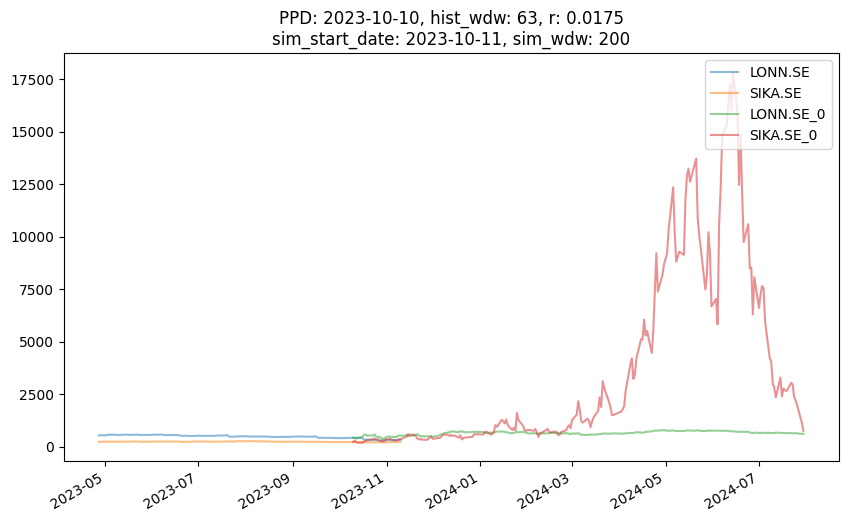 PPD: 2023-10-10, hist_wdw: 63, r: 0.0175
sim_start_date: 2023-10-11, sim_wdw: 200
LONN.SE
SIKA.SE
LONN.SE_0
SIKA.SE_0
17500
15000
12500
10000
7500
5000
2500
0
2023-05
2023-07
2023-09
2023-11
2024-01
2024-03
2024-05
2024-07